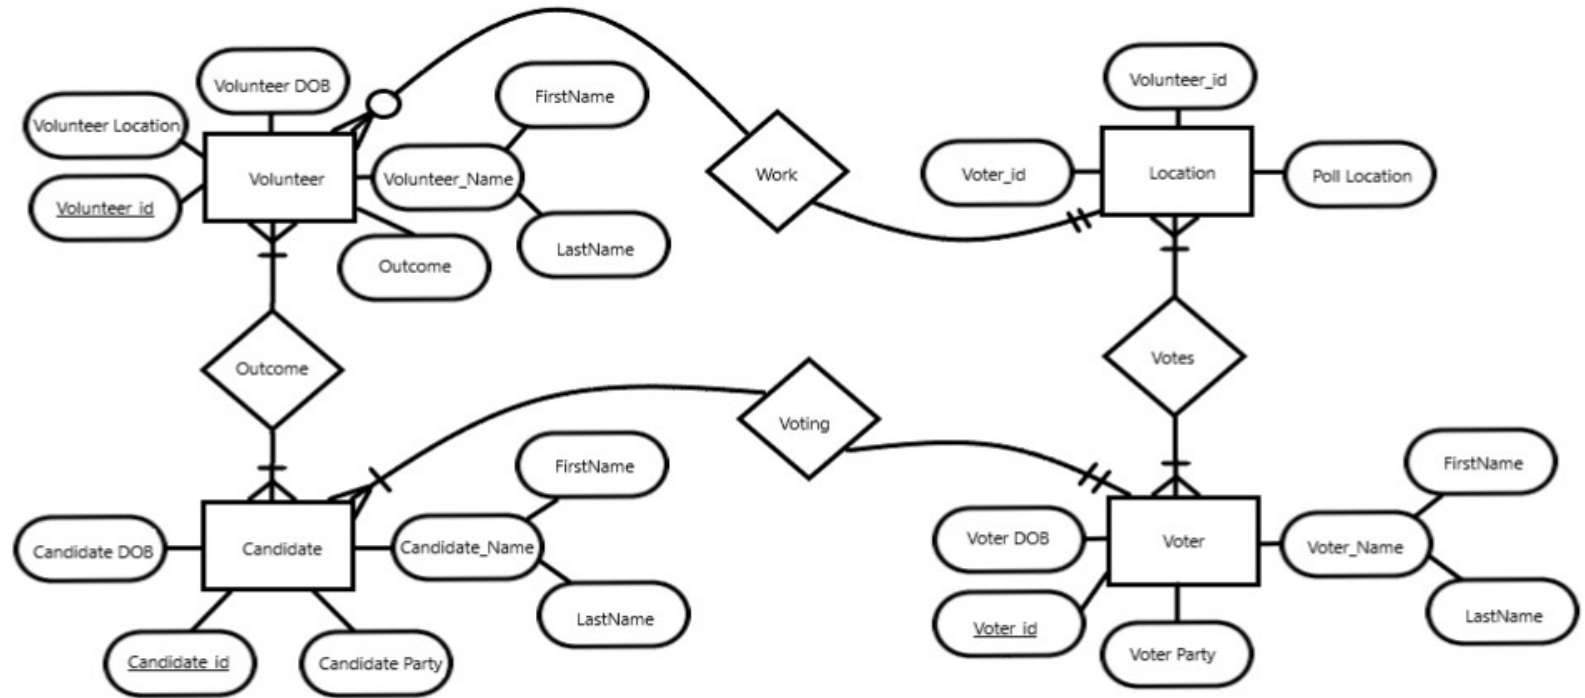 Volunteer DOB
Volunteer Location
Volunteer_id
Volunteer
Volunteer_Name
FirstName
LastName
Outcome
Work
Volunteer_id
Voter_id
Location
Poll Location
Outcome
Voting
Votes
Candidate DOB
Candidate
Candidate_Name
FirstName
LastName
Candidate_id
Candidate Party
Voter DOB
Voter
Voter_Name
FirstName
LastName
Voter_id
Voter Party